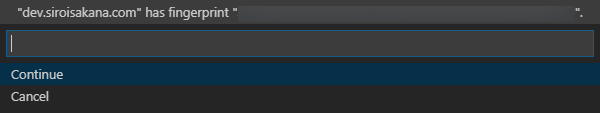 "dev.siroisakana.com" has fingerprint " ".
Continue
Cancel